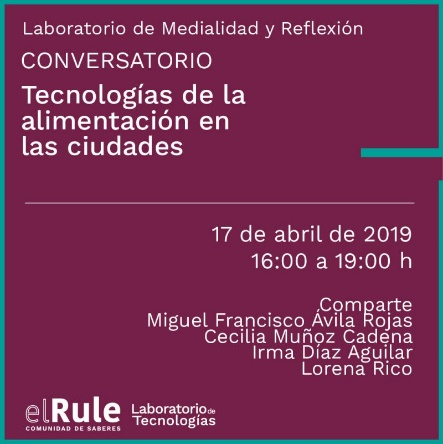 Laboratorio de Medialidad y Reflexión
CONVERSATORIO
Tecnologías de la
alimentación en
las ciudades
17 de abril de 2019
16:00 a 19:00 h
Comparte
Miguel Francisco Ávila Rojas
Cecilia Muñoz Cadena
Irma Díaz Aguilar
Lorena Rico
elRule
COMUNIDAD DE SABERES
Laboratorio de
Tecnologías